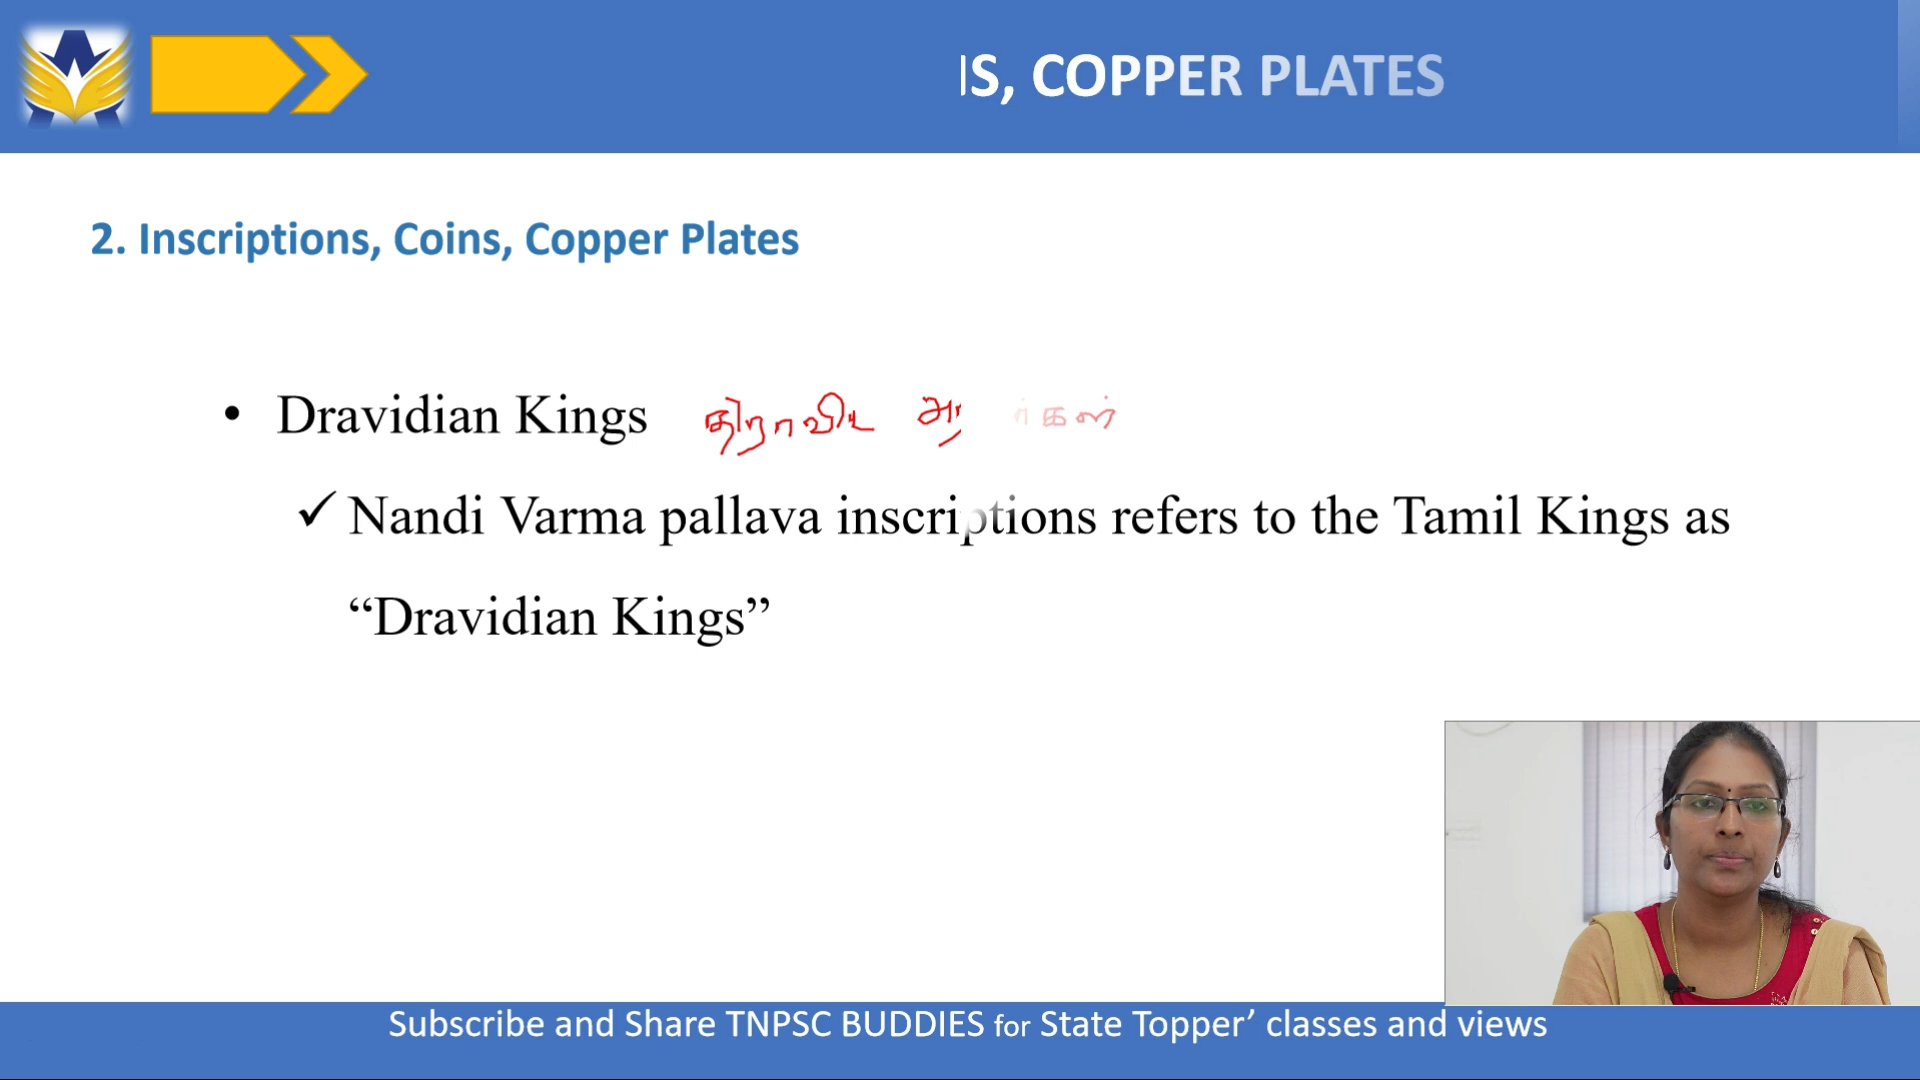 IS, COPPER PLATES
2. Inscriptions, Coins, Copper Plates
• Dravidian Kings திராவிட
✓ Nandi Varma pallava inscriptions refers to the Tamil Kings as
“Dravidian Kings”
Subscribe and Share TNPSC BUDDIES for State Topper’ classes and views